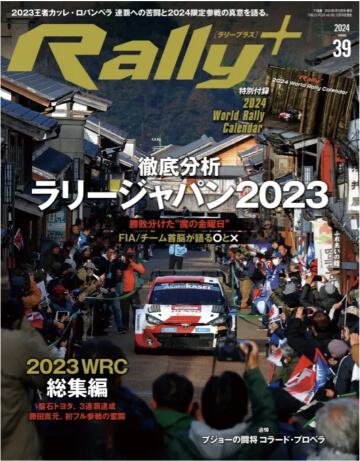 2023王者カッレ・ロバンペラ 連覇への苦闘と2024限定参戦の真意を語る。
Rally+
[ラリープラス]
2024
39
特別付録
2024
World Rally
Calendar
2024 World Rally Calendar
徹底分析
ラリージャパン2023
勝敗分けた“魔の金曜日”
FIA/チーム首脳が語る○と×
Asahi KASEI
2023 WRC
総集編
盤石トヨタ、3連覇達成
勝田貴元、初フル参戦の奮闘
追悼
プジョーの闘将 コラード・プロベラ